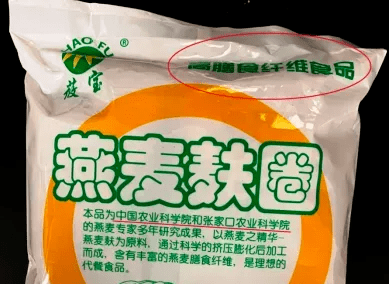 HAO FU
®
宝
高膳食纤维食品
燕麦麸圈
本品为中国农业科学院和张家口农业科学院
的燕麦专家多年研究成果，以燕麦之精华—
燕麦麸为原料，通过科学的挤压膨化后加工
而成，含有丰富的燕麦膳食纤维，是理想的
代餐食品。